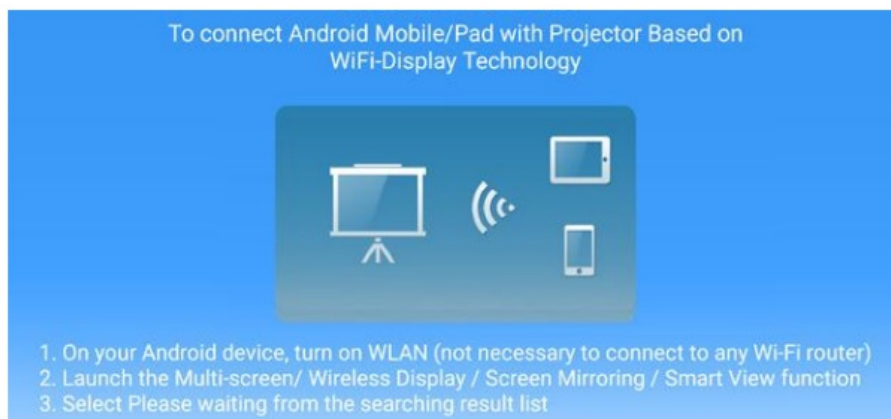 To connect Android Mobile/Pad with Projector Based on
WiFi-Display Technology
1. On your Android device, turn on WLAN (not necessary to connect to any Wi-Fi router)
2. Launch the Multi-screen/ Wireless Display / Screen Mirroring / Smart View function
3. Select Please waiting from the searching result list